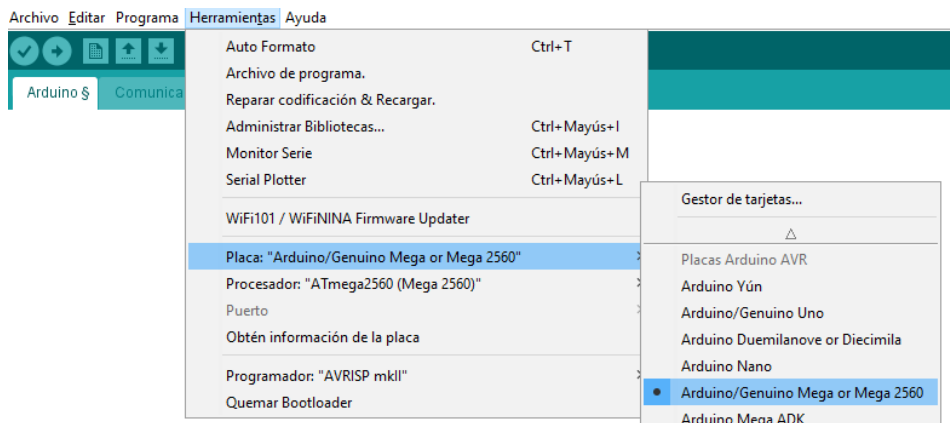 Archivo Editar Programa Herramientas Ayuda
Arduino §
Comunica
Auto Formato Ctrl+T
Archivo de programa.
Reparar codificación & Recargar.
Administrar Bibliotecas... Ctrl+Mayús+I
Monitor Serie Ctrl+Mayús+M
Serial Plotter Ctrl+Mayús+L
WiFi101 / WiFiNINA Firmware Updater
Placa: "Arduino/Genuino Mega or Mega 2560"
Procesador: "ATmega2560 (Mega 2560)"
Puerto
Obtén información de la placa
Programador: "AVRISP mkII"
Quemar Bootloader
Gestor de tarjetas...
Placas Arduino AVR
Arduino Yún
Arduino/Genuino Uno
Arduino Duemilanove or Diecimila
Arduino Nano
Arduino/Genuino Mega or Mega 2560
Arduino Mega ADK